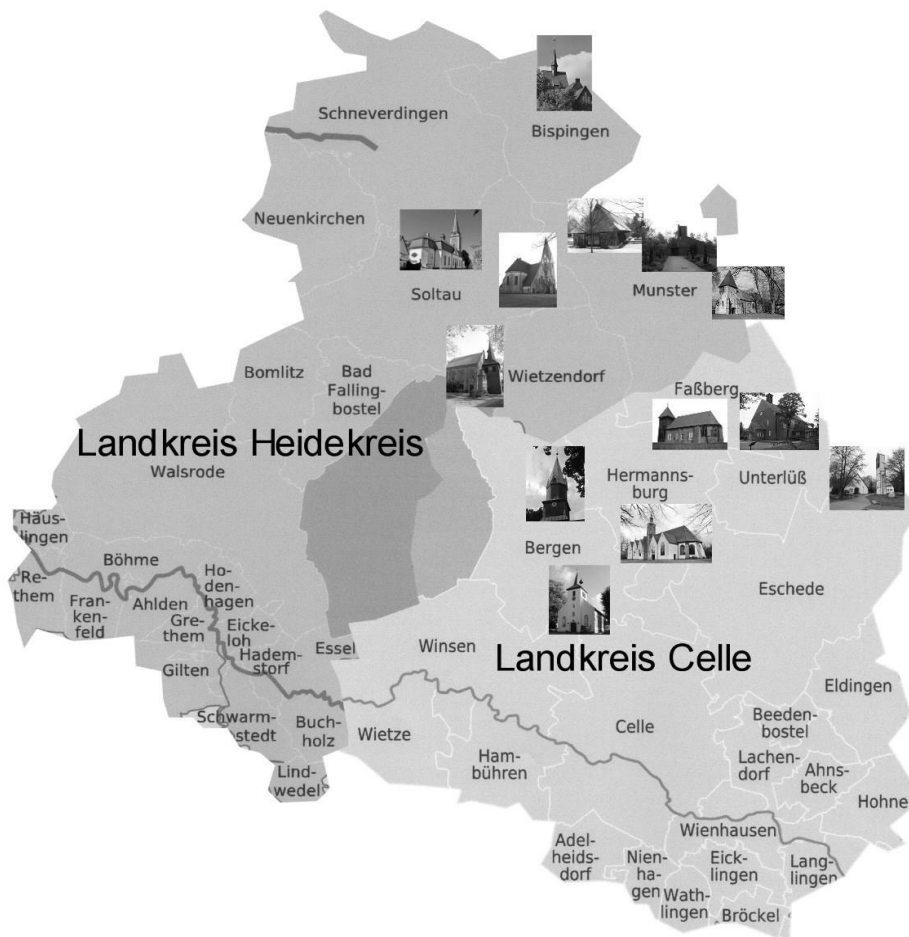 Schneverdingen
Bispingen
Neuenkirchen
Soltau
Munster
Bomlitz
Bad
Falling-
bostel
Wietzendorf
Faßberg
Landkreis Heidekreis
Walsrode
Hermanns-
burg
Unterlüß
Häus-
lingen
Bergen
Böhme
Ho-
den-
hagen
Re-
them
Fran-
ken-
feld
Ahlden
Gre-
them
Eicke-
loh
Eschede
Hadem-
storf
Essel
Winsen
Landkreis Celle
Gilten
Eldingen
Schwarm-
stedt
Buch-
holz
Wietze
Celle
Beeden-
bostel
Lind-
wedel
Ham-
bühren
Lachen-
dorf
Ahns-
beck
Hohne
Wienhausen
Adel-
heids-
dorf
Nien-
ha-
gen
Eick-
lingen
Lang-
lingen
Wath-
lingen
Bröckel